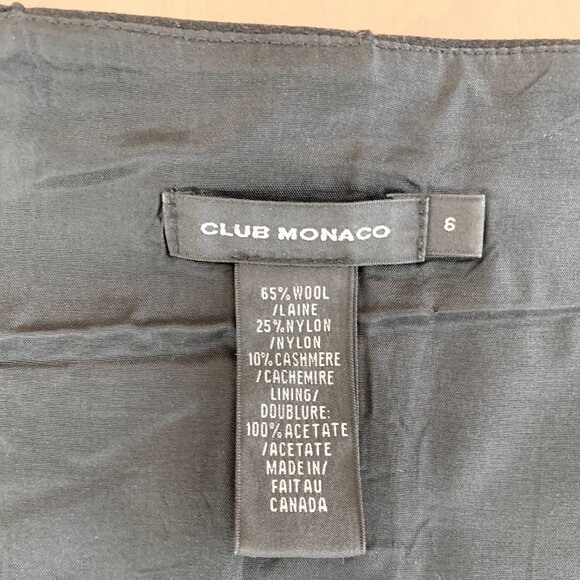 CLUB MONACO
6
65% WOOL
/LAINE
25% NYLON
/NYLON
10% CASHMERE
/CACHEMIRE
LINING/
DOUBLURE:
100% ACETATE
/ACETATE
MADE IN/
FAIT AU
CANADA